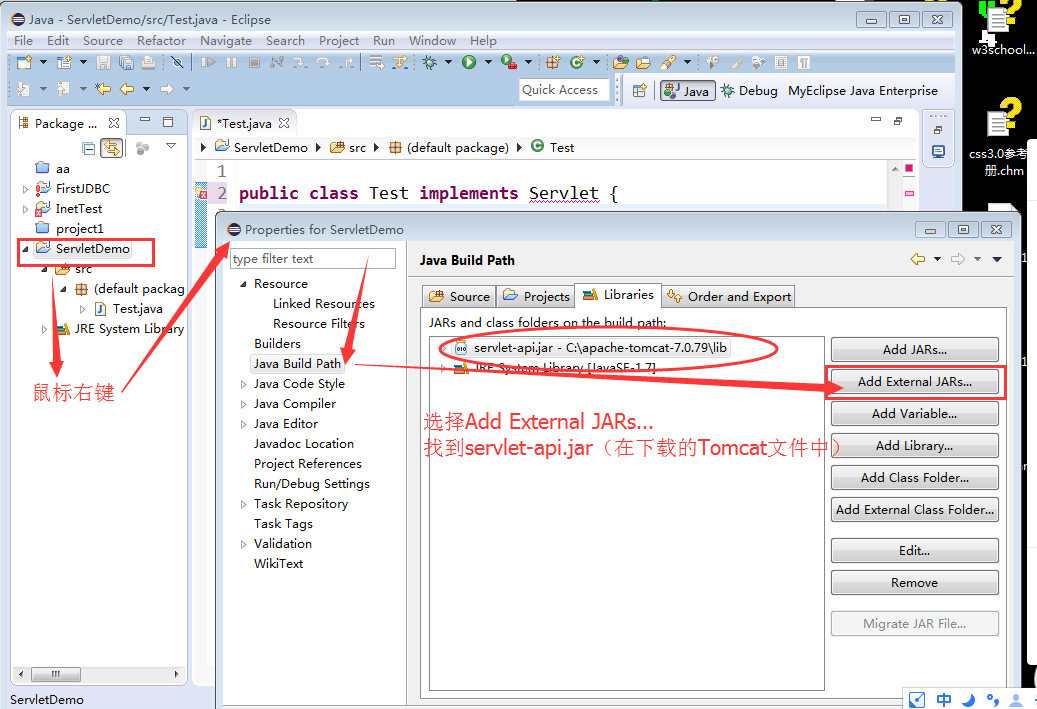 Java - ServletDemo/src/Test.java - Eclipse
File Edit Source Refactor Navigate Search Project Run Window Help
Quick Access
Java
Debug
MyEclipse Java Enterprise
w3school...
css3.0参考
册.chm
Package ...
*Test.java
ServletDemo
src
(default package)
Test
aa
FirstJDBC
InetTest
project1
ServletDemo
src
(default packag
Test.java
JRE System Library
1
2 public class Test implements Servlet {
鼠标右键
Properties for ServletDemo
type filter text
Resource
Linked Resources
Resource Filters
Builders
Java Build Path
Java Code Style
Java Compiler
Java Editor
Javadoc Location
Project References
Run/Debug Settings
Task Repository
Task Tags
Validation
WikiText
Java Build Path
Source
Projects
Libraries
Order and Export
JARs and class folders on the build path:
servlet-api.jar - C:\apache-tomcat-7.0.79\lib
JRE System Library [JavaSE-1.7]
选择Add External JARs...
找到servlet-api.jar（在下载的Tomcat文件中）
Add JARs...
Add External JARs...
Add Variable...
Add Library...
Add Class Folder...
Add External Class Folder...
Edit...
Remove
Migrate JAR File...
ServletDemo
中